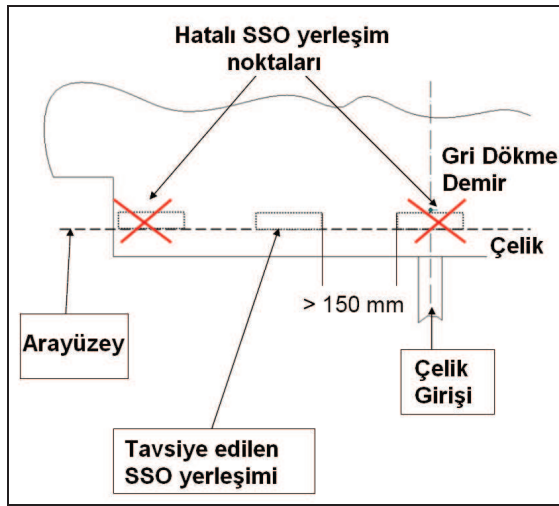 Hatalı SSO yerleşim
noktaları
Gri Dökme
Demir
Çelik
> 150 mm
Arayüzey
Çelik
Girişi
Tavsiye edilen
SSO yerleşimi